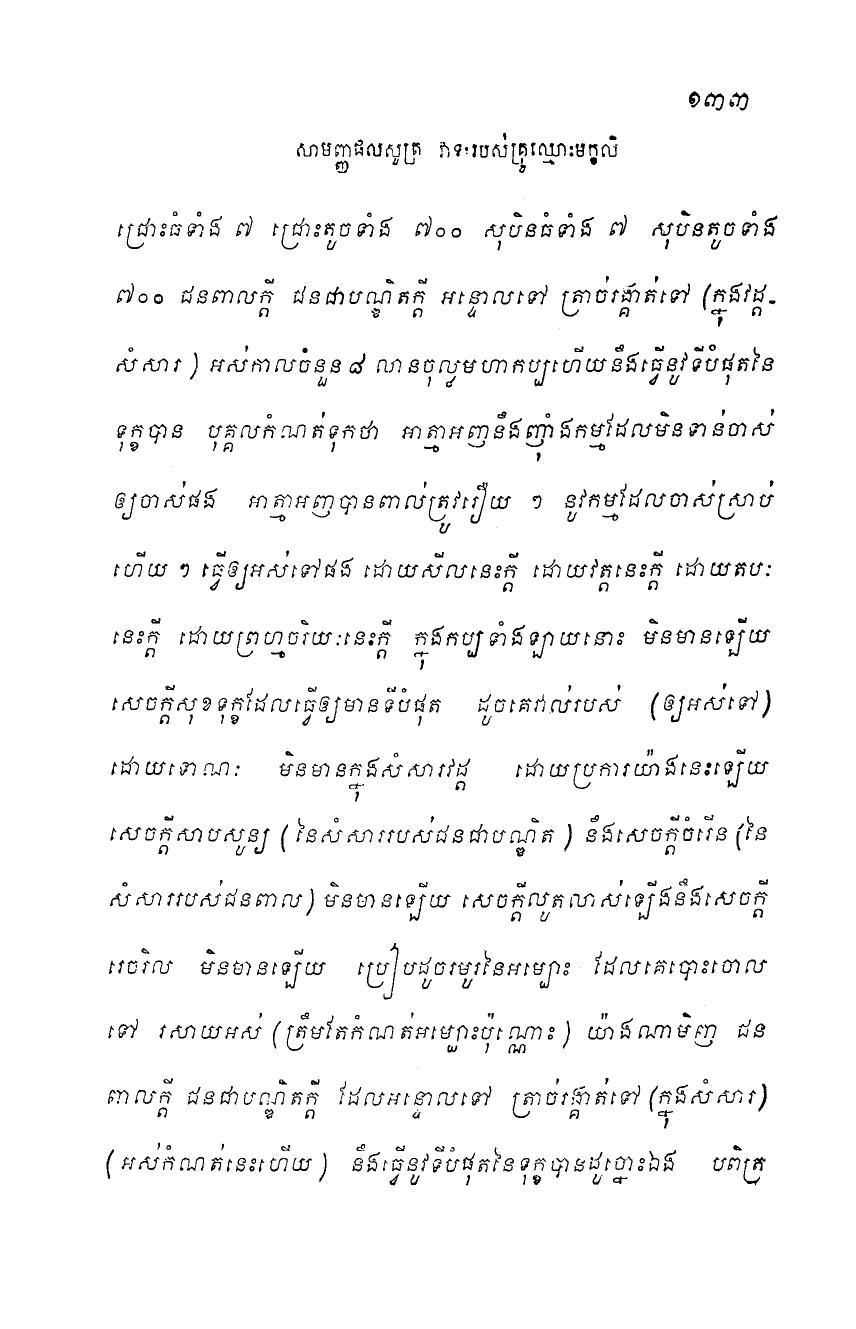 ១៣៣
សាមញ្ញផលសូត្រ វាទៈរបស់គ្រូឈ្មោះមក្ខលិ
ជ្រោះធំទាំង ៧ ជ្រោះតូចទាំង ៧០០ សុបិនធំទាំង ៧ សុបិនតូចទាំង
៧០០ ជនពាលក្តី ជនជាបណ្ឌិតក្តី អន្ទោលទៅ ត្រាច់រង្គាត់ទៅ (ក្នុងវដ្ត-
សំសារ) អស់កាលចំនួន ៨ លានចុល្លមហាកប្បហើយនឹងធ្វើនូវទីបំផុតនៃ
ទុក្ខបាន បុគ្គលកំណត់ទុកថា អាត្មាអញនឹងញ៉ាំងកម្មដែលមិនទាន់ចាស់
ឲ្យចាស់ផង អាត្មាអញបានពាល់ត្រូវរឿយ ៗ នូវកម្មដែលចាស់ស្រាប់
ហើយ ៗ ធ្វើឲ្យអស់ទៅផង ដោយសីលនេះក្តី ដោយវត្តនេះក្តី ដោយតបៈ
នេះក្តី ដោយព្រហ្មចរិយៈនេះក្តី ក្នុងកប្បទាំងឡាយនោះ មិនមានឡើយ
សេចក្តីសុខទុក្ខដែលធ្វើឲ្យមានទីបំផុត ដូចគេវាល់របស់ (ឲ្យអស់ទៅ)
ដោយទោណៈ មិនមានក្នុងសំសារវដ្ត ដោយប្រការយ៉ាងនេះឡើយ
សេចក្តីសាបសូន្យ (នៃសំសាររបស់ជនជាបណ្ឌិត) នឹងសេចក្តីចំរើន (នៃ
សំសាររបស់ជនពាល) មិនមានឡើយ សេចក្តីលូតលាស់ឡើងនឹងសេចក្តី
រេចរិល មិនមានឡើយ ប្រៀបដូចរមូរនៃអម្បោះ ដែលគេបោះចោល
ទៅ រសាយអស់ (ត្រឹមតែកំណត់អម្បោះប៉ុណ្ណោះ) យ៉ាងណាមិញ ជន
ពាលក្តី ជនជាបណ្ឌិតក្តី ដែលអន្ទោលទៅ ត្រាច់រង្គាត់ទៅ (ក្នុងសំសារ)
(អស់កំណត់នេះហើយ) នឹងធ្វើនូវទីបំផុតនៃទុក្ខបានដូច្នោះឯង បពិត្រ